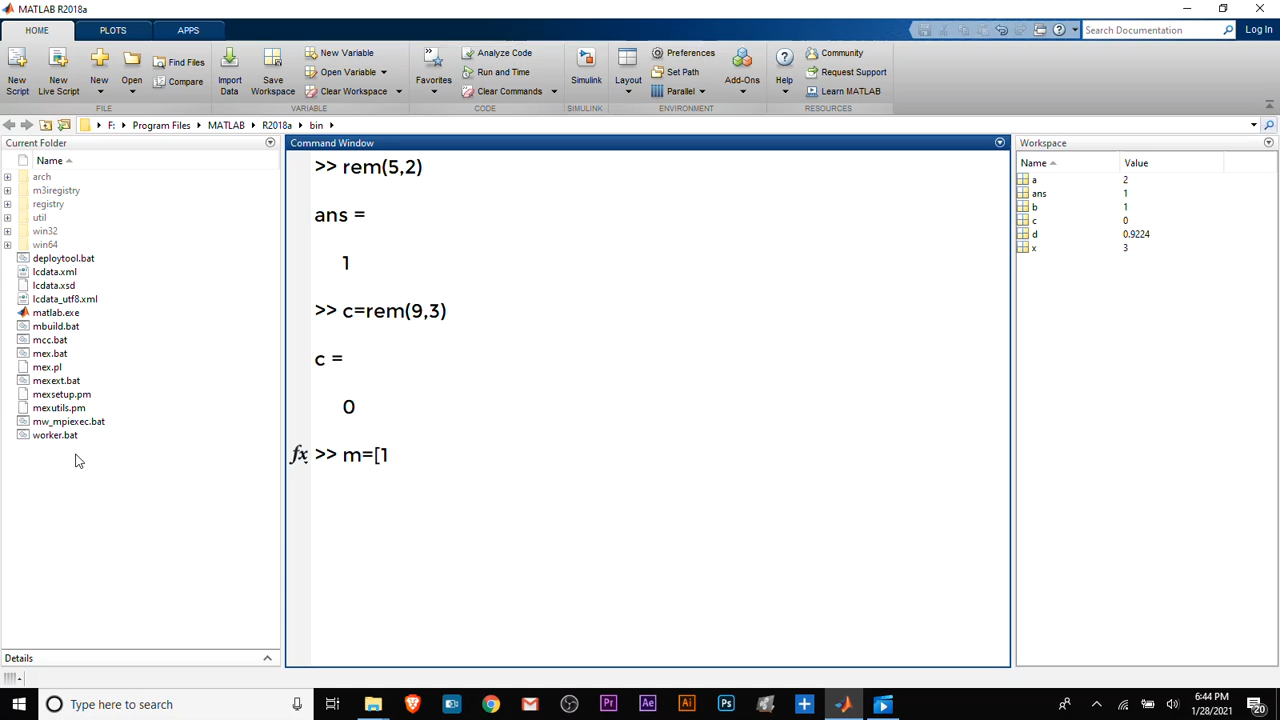 MATLAB R2018a
HOME
PLOTS
APPS
Search Documentation
Log In
New Script
New Live Script
New
Open
Find Files
Compare
Import Data
Save Workspace
New Variable
Open Variable
Clear Workspace
Favorites
Analyze Code
Run and Time
Clear Commands
Simulink
Layout
Preferences
Set Path
Parallel
Add-Ons
Help
Community
Request Support
Learn MATLAB
FILE
VARIABLE
CODE
SIMULINK
ENVIRONMENT
RESOURCES
F: Program Files MATLAB R2018a bin
Current Folder
Name
arch
m3iregistry
registry
util
win32
win64
deploytool.bat
lcdata.xml
lcdata.xsd
lcdata_utf8.xml
matlab.exe
mbuild.bat
mcc.bat
mex.bat
mex.pl
mexext.bat
mexsetup.pm
mexutils.pm
mw_mpiexec.bat
worker.bat
Details
Command Window
>> rem(5,2)
ans =
1
>> c=rem(9,3)
c =
0
fx >> m=[1
Workspace
Name Value
a 2
ans 1
b 1
c 0
d 0.9224
x 3
Type here to search
Pr
Ae
Ai
Ps
6:44 PM
1/28/2021
20